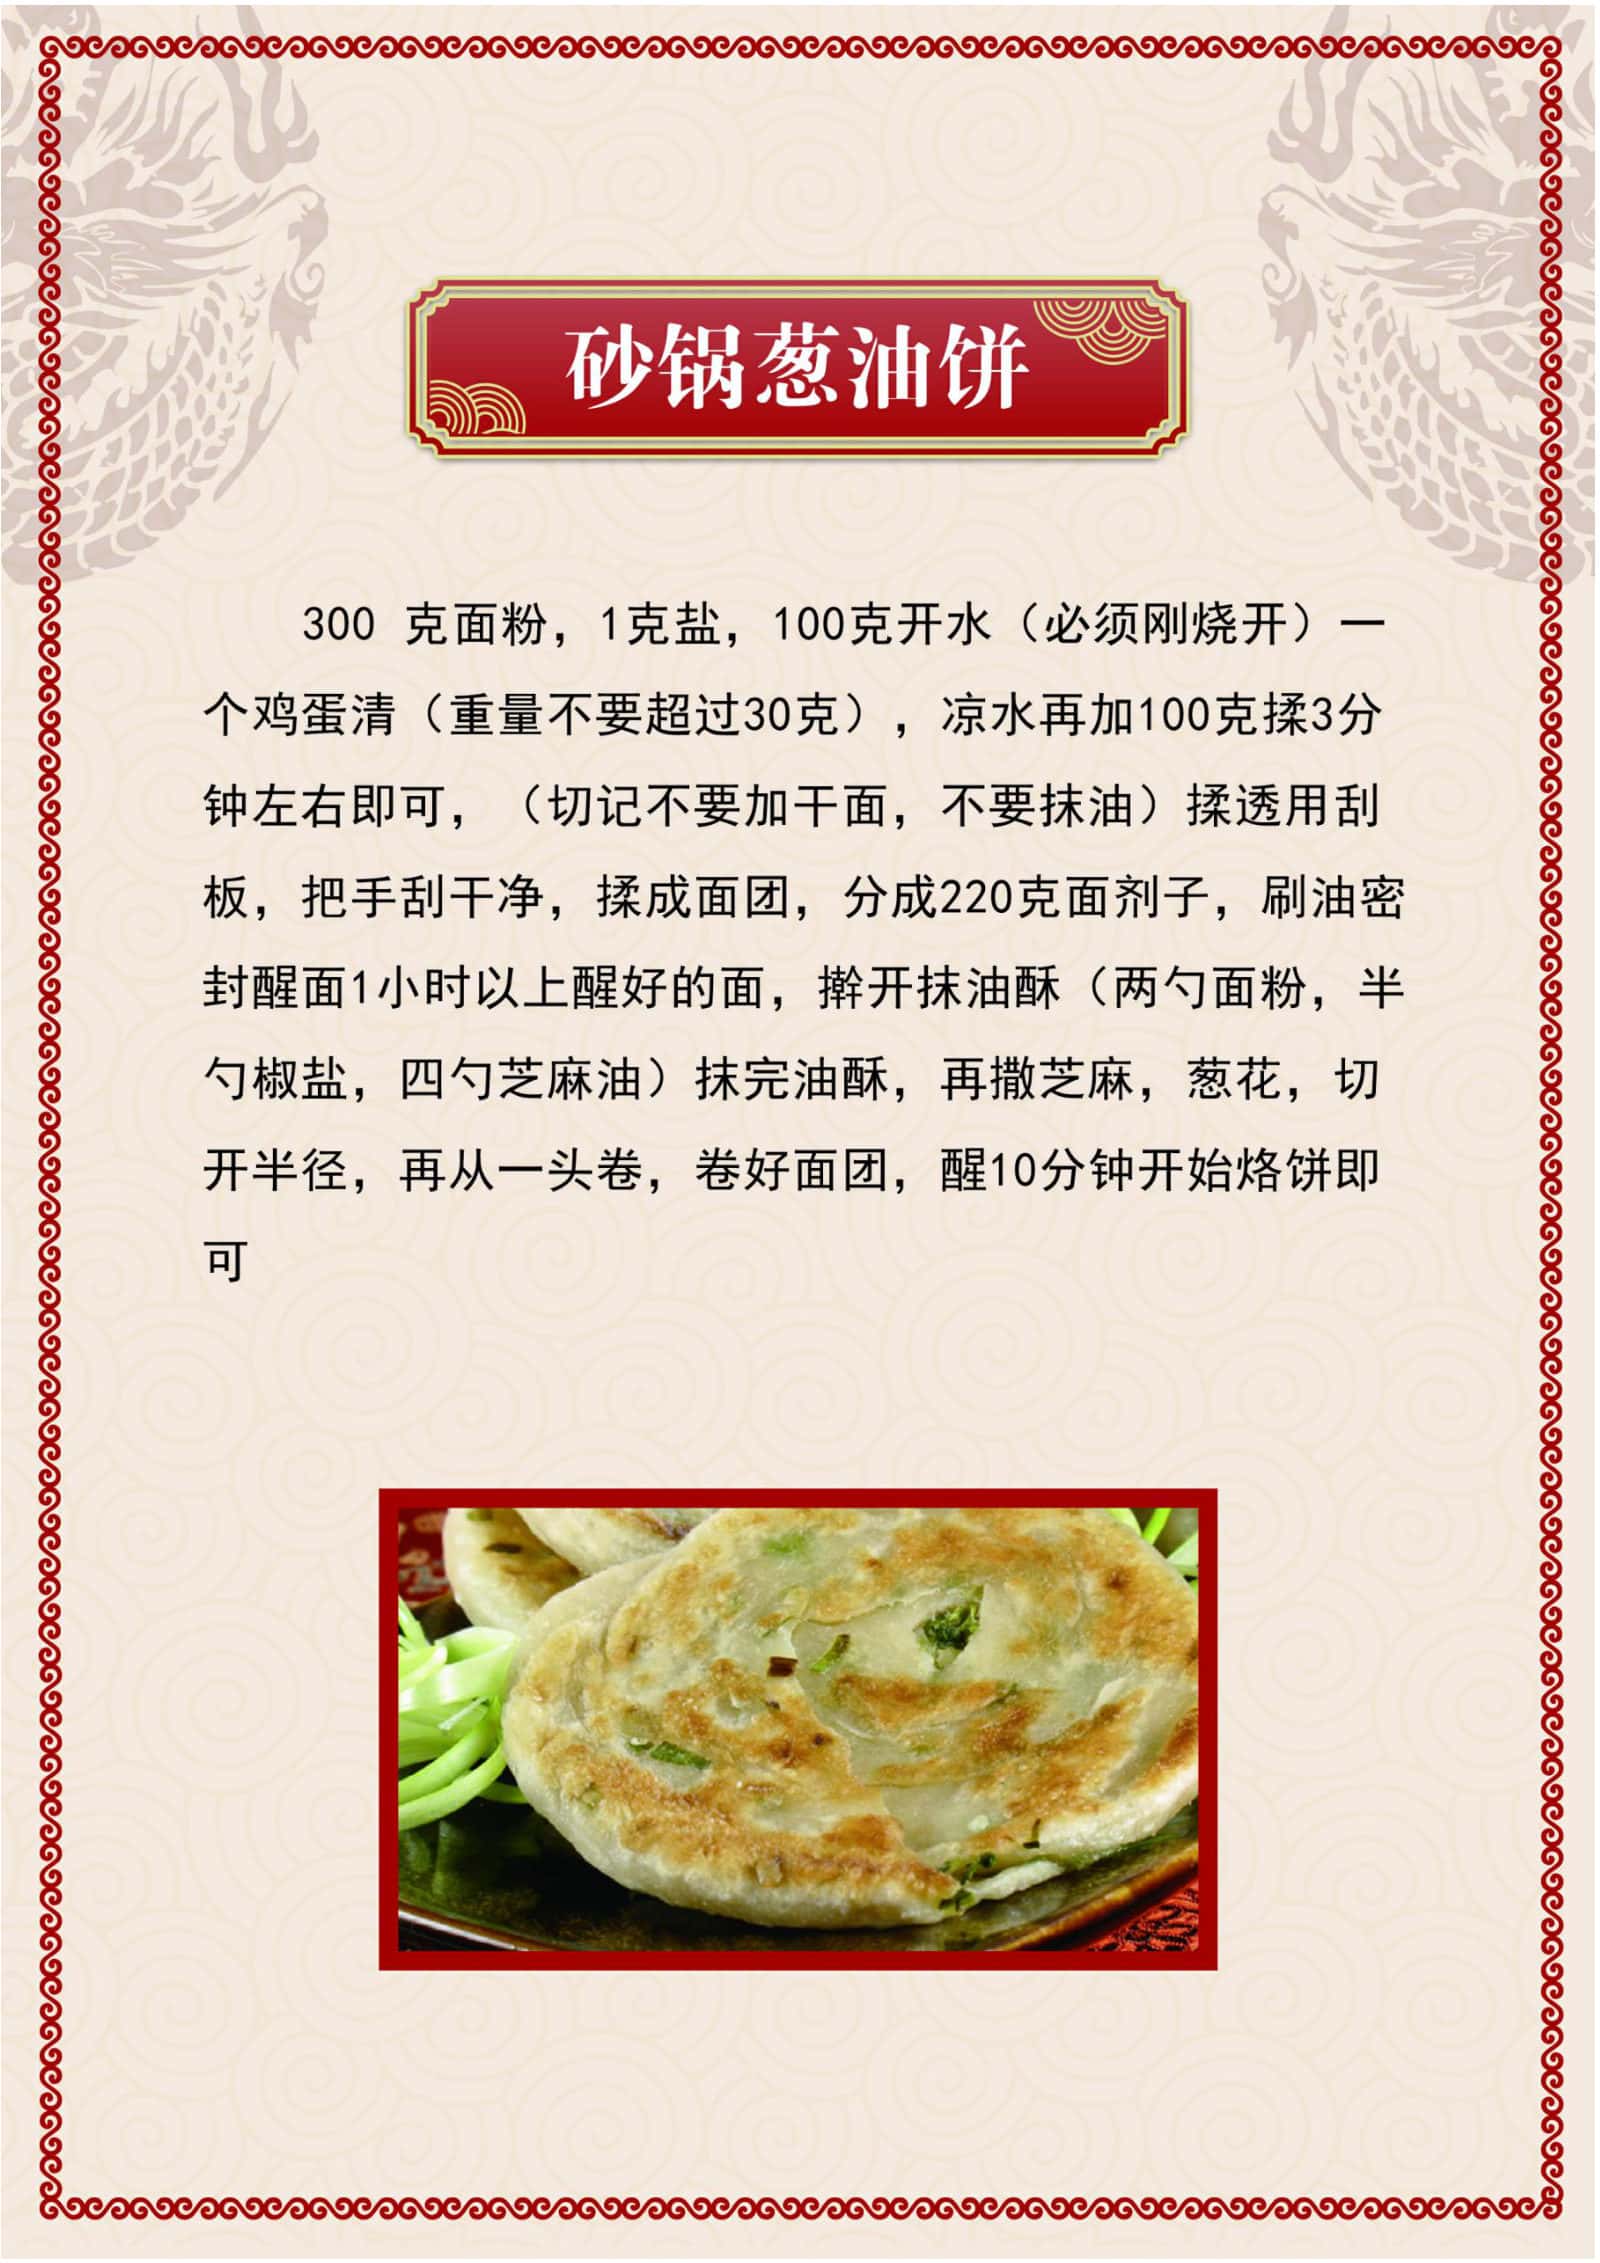 砂锅葱油饼
300 克面粉，1克盐，100克开水（必须刚烧开）一
个鸡蛋清（重量不要超过30克），凉水再加100克揉3分
钟左右即可，（切记不要加干面，不要抹油）揉透用刮
板，把手刮干净，揉成面团，分成220克面剂子，刷油密
封醒面1小时以上醒好的面，擀开抹油酥（两勺面粉，半
勺椒盐，四勺芝麻油）抹完油酥，再撒芝麻，葱花，切
开半径，再从一头卷，卷好面团，醒10分钟开始烙饼即
可